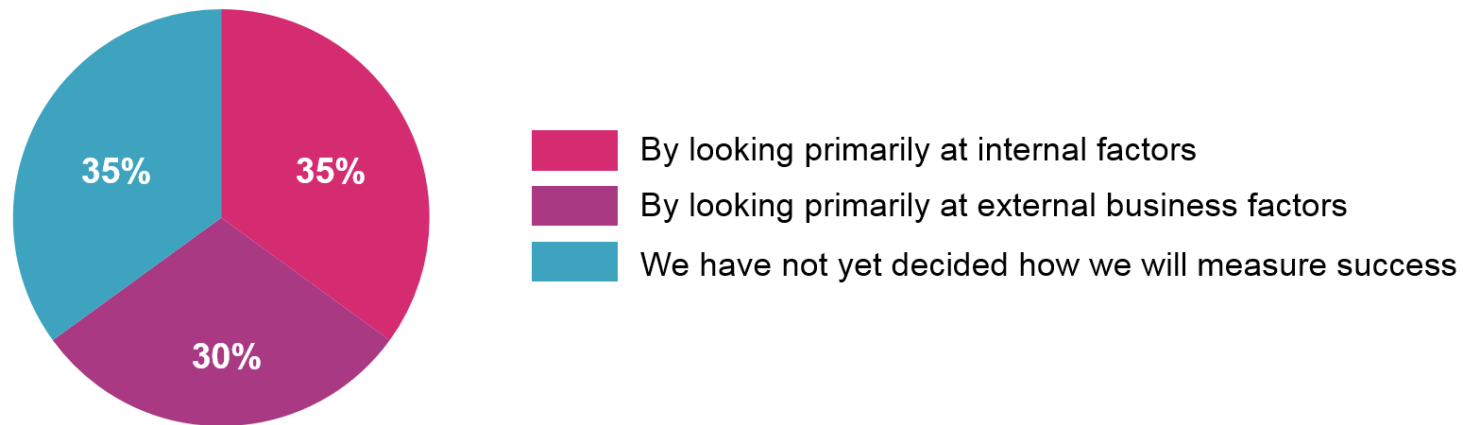 35%
35%
30%
By looking primarily at internal factors
By looking primarily at external business factors
We have not yet decided how we will measure success